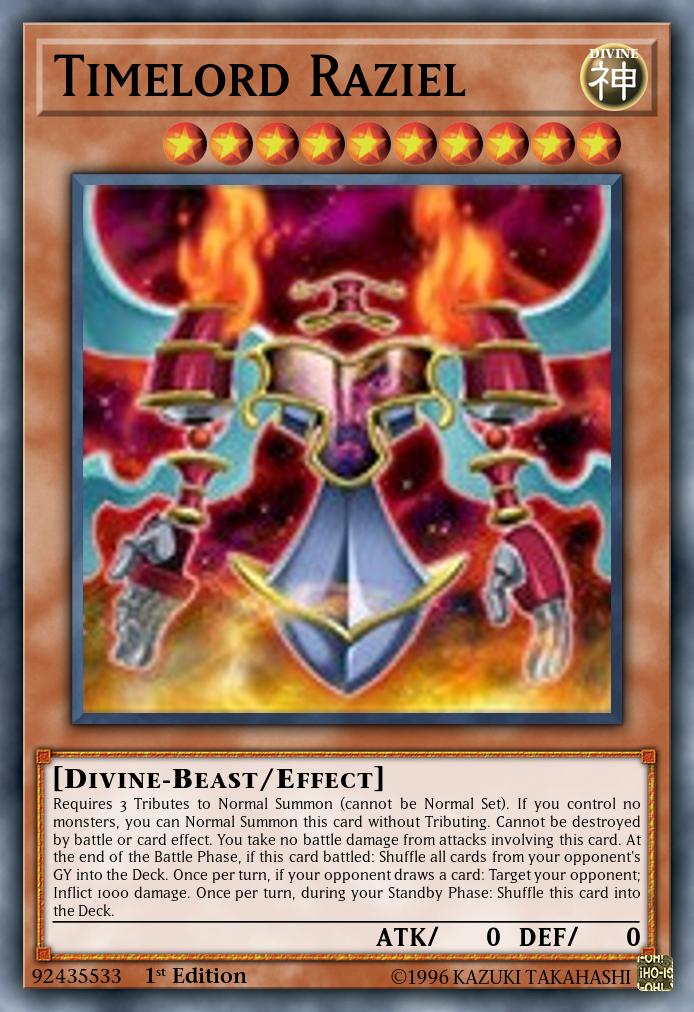 Timelord Raziel
DIVINE
神
[Divine-Beast/Effect]
Requires 3 Tributes to Normal Summon (cannot be Normal Set). If you control no
monsters, you can Normal Summon this card without Tributing. Cannot be destroyed
by battle or card effect. You take no battle damage from attacks involving this card. At
the end of the Battle Phase, if this card battled: Shuffle all cards from your opponent's
GY into the Deck. Once per turn, if your opponent draws a card: Target your opponent;
Inflict 1000 damage. Once per turn, during your Standby Phase: Shuffle this card into
the Deck.
ATK/ 0 DEF/ 0
92435533 1st Edition ©1996 KAZUKI TAKAHASHI